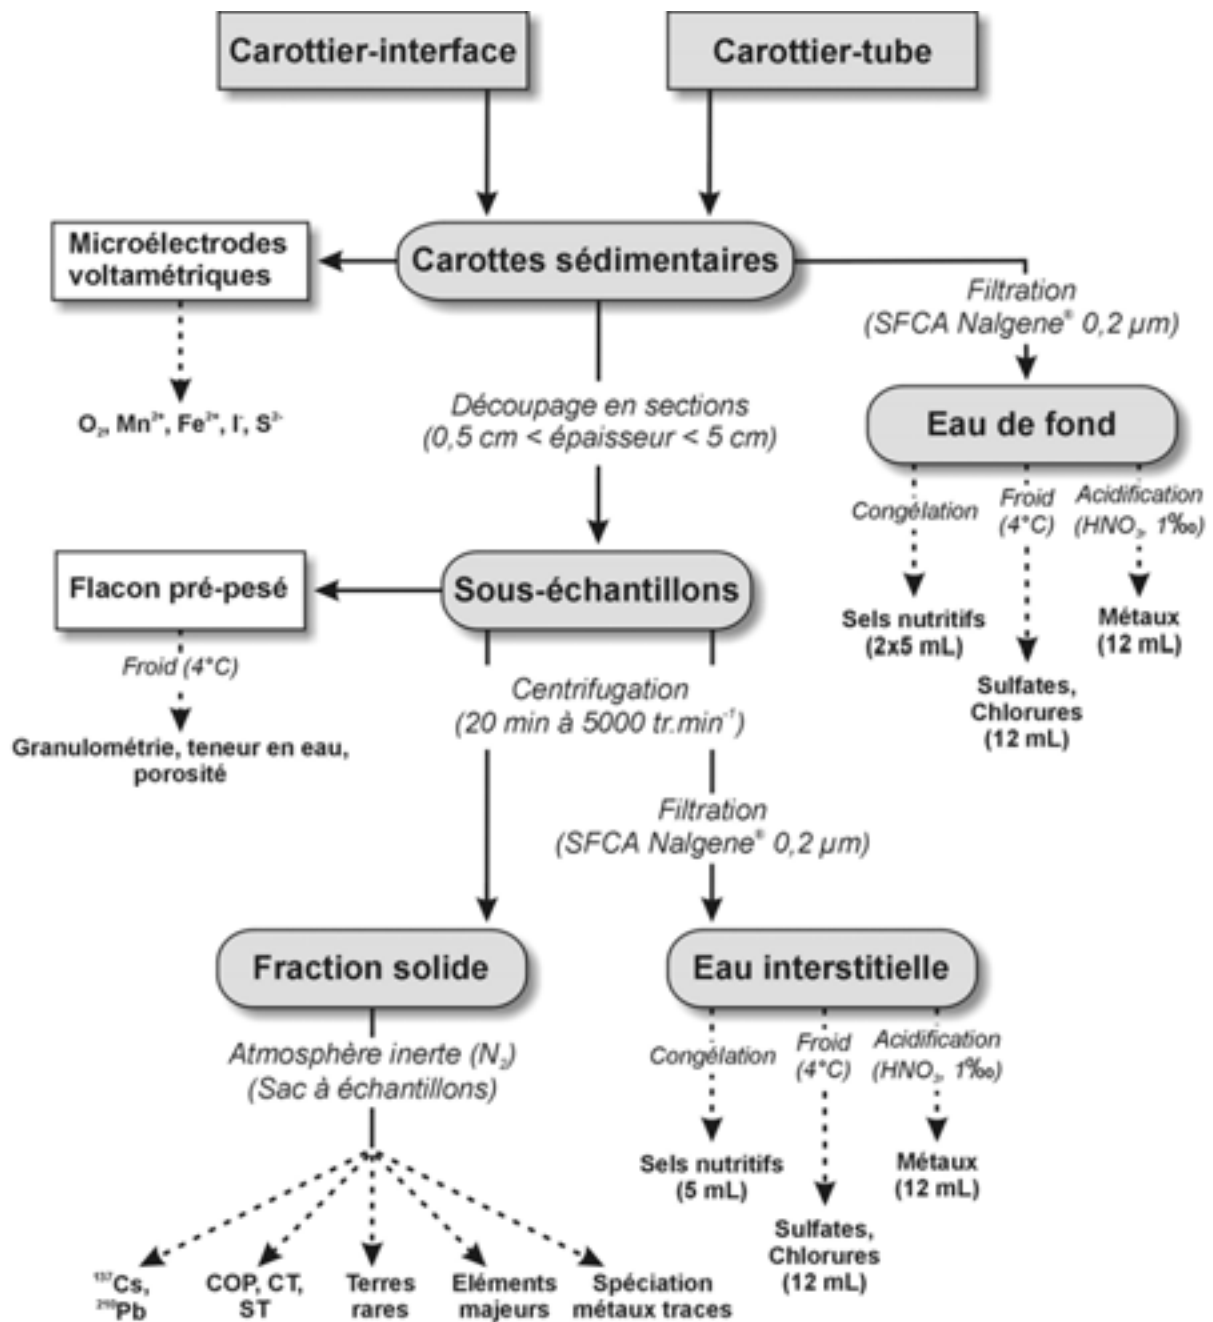 Carottier-interface
Carottier-tube
Microélectrodes
voltamétriques
Carottes sédimentaires
Filtration
(SFCA Nalgene® 0,2 µm)
O₂, Mn²⁺, Fe²⁺, I⁻, S²⁻
Découpage en sections
(0,5 cm < épaisseur < 5 cm)
Eau de fond
Congélation
Froid
(4°C)
Acidification
(HNO₃, 1‰)
Flacon pré-pesé
Sous-échantillons
Sels nutritifs
(2x5 mL)
Métaux
(12 mL)
Sulfates,
Chlorures
(12 mL)
Froid (4°C)
Granulométrie, teneur en eau,
porosité
Centrifugation
(20 min à 5000 tr.min⁻¹)
Filtration
(SFCA Nalgene® 0,2 µm)
Fraction solide
Eau interstitielle
Atmosphère inerte (N₂)
(Sac à échantillons)
Congélation
Froid
(4°C)
Acidification
(HNO₃, 1‰)
Sels nutritifs
(5 mL)
Métaux
(12 mL)
Sulfates,
Chlorures
(12 mL)
¹³⁷Cs,
²¹⁰Pb
COP, CT,
ST
Terres
rares
Eléments
majeurs
Spéciation
métaux traces